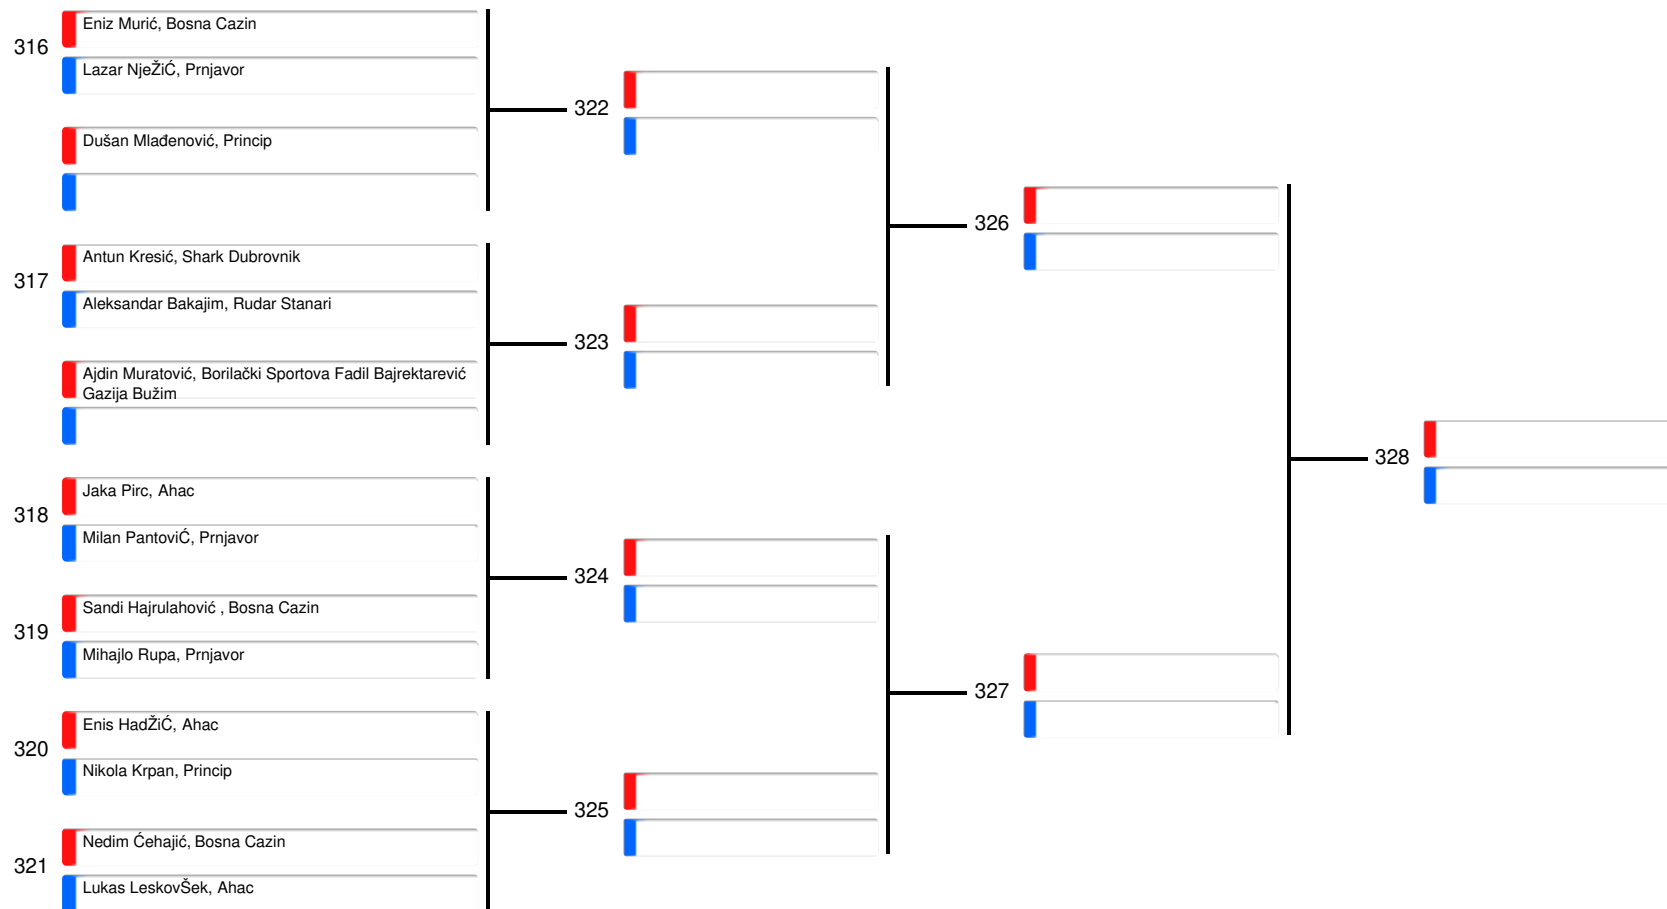 316
Eniz Murić, Bosna Cazin
Lazar NjeŽiĆ, Prnjavor
Dušan Mlađenović, Princip
317
Antun Kresić, Shark Dubrovnik
Aleksandar Bakajim, Rudar Stanari
Ajdin Muratović, Borilački Sportova Fadil Bajrektarević
Gazija Bužim
318
Jaka Pirc, Ahac
Milan PantoviĆ, Prnjavor
319
Sandi Hajrulahović , Bosna Cazin
Mihajlo Rupa, Prnjavor
320
Enis HadŽiĆ, Ahac
Nikola Krpan, Princip
321
Nedim Ćehajić, Bosna Cazin
Lukas LeskovŠek, Ahac
322
323
324
325
326
327
328